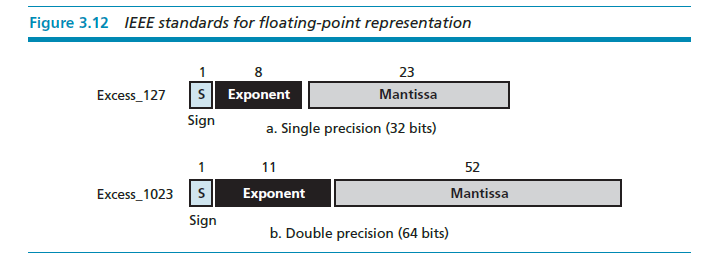 Figure 3.12 IEEE standards for floating-point representation
1 8 23
Excess_127 S Exponent Mantissa
Sign
a. Single precision (32 bits)
1 11 52
Excess_1023 S Exponent Mantissa
Sign
b. Double precision (64 bits)